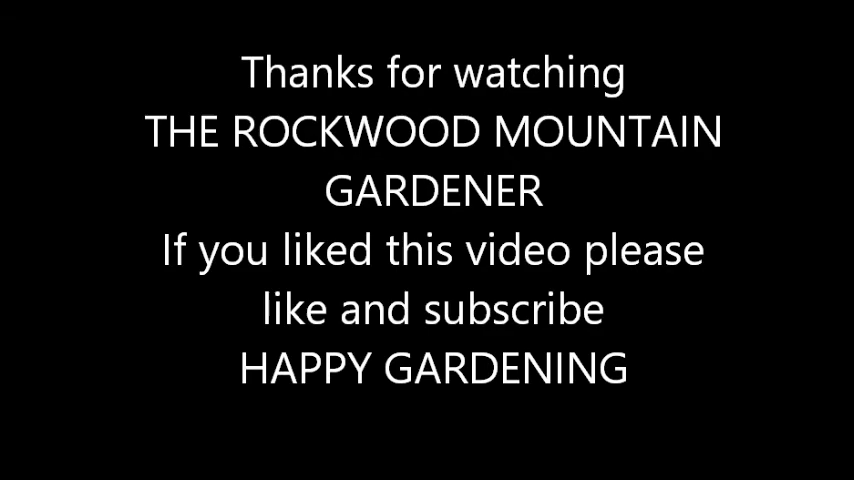 Thanks for watching
THE ROCKWOOD MOUNTAIN
GARDENER
If you liked this video please
like and subscribe
HAPPY GARDENING